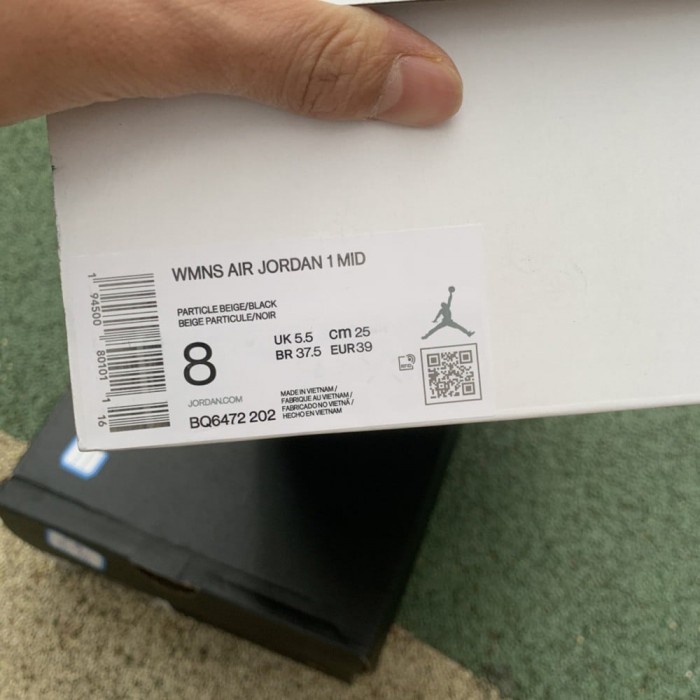 WMNS AIR JORDAN 1 MID
PARTICLE BEIGE/BLACK
BEIGE PARTICULE/NOIR
8
UK 5.5 cm 25
BR 37.5 EUR 39
JORDAN.COM
BQ6472 202
MADE IN VIETNAM /
FABRIQUE AU VIETNAM /
FABRICADO NO VIETNÃ /
HECHO EN VIETNAM
1 94500 80101 1 16